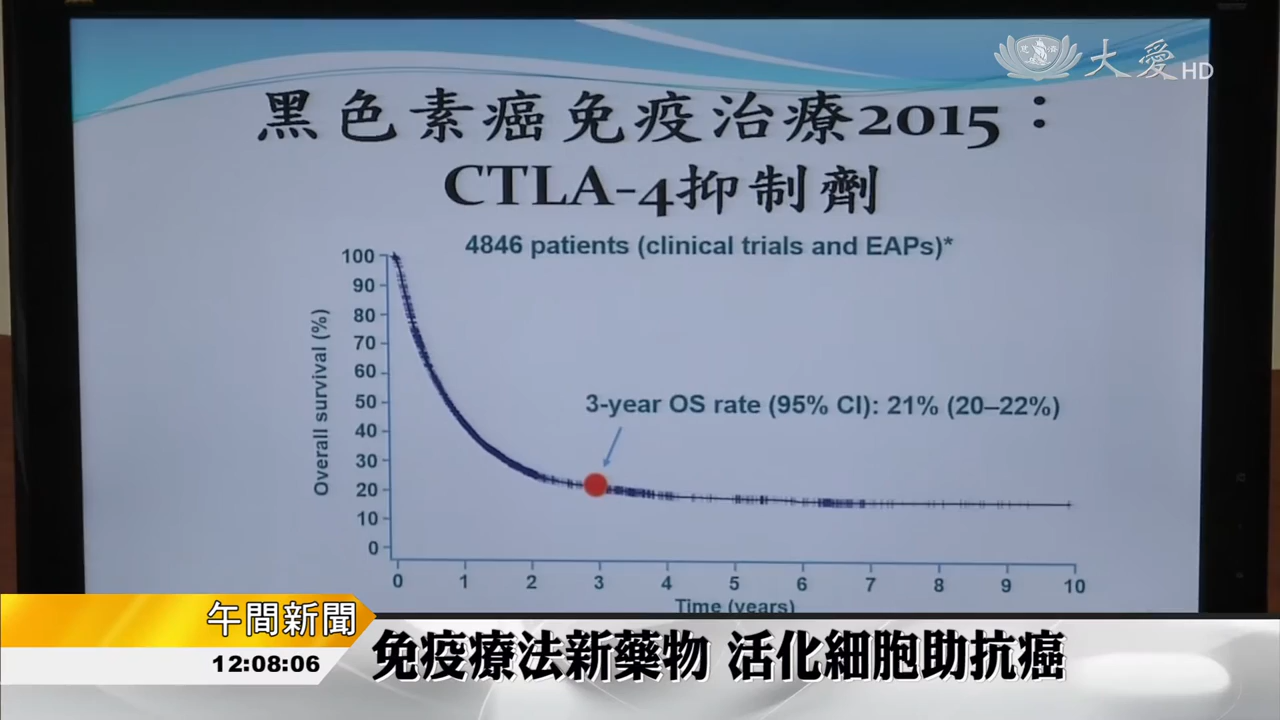 大愛HD
黑色素癌免疫治療2015：
CTLA-4抑制劑
4846 patients (clinical trials and EAPs)*
100
90
80
70
60
50
40
30
20
10
0
Overall survival (%)
3-year OS rate (95% CI): 21% (20–22%)
0 1 2 3 4 5 6 7 8 9 10
Time (years)
午間新聞
12:08:06
免疫療法新藥物 活化細胞助抗癌